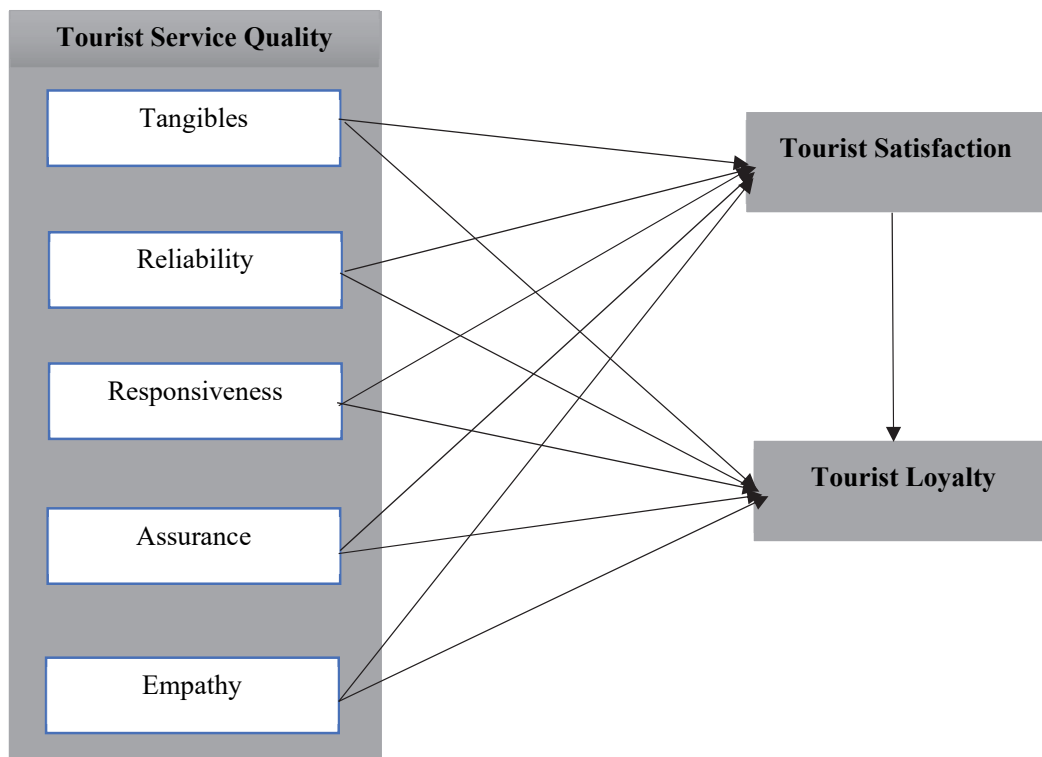 Tourist Service Quality
Tangibles
Reliability
Responsiveness
Assurance
Empathy
Tourist Satisfaction
Tourist Loyalty